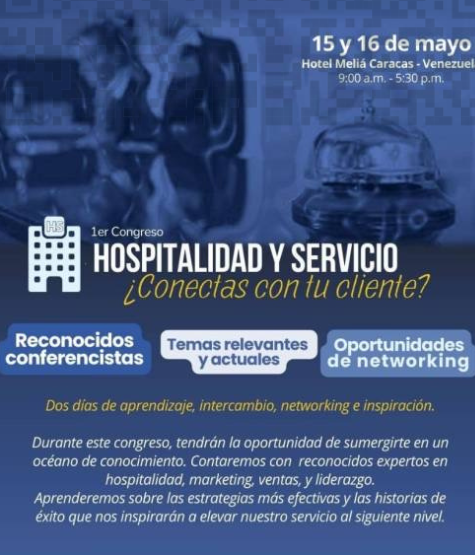 15 y 16 de mayo
Hotel Meliá Caracas - Venezuel
9:00 a.m. - 5:30 p.m.
HS
1er Congreso
HOSPITALIDAD Y SERVICIO
¿Conectas con tu cliente?
Reconocidos
conferencistas
Temas relevantes
y actuales
Oportunidades
de networking
Dos días de aprendizaje, intercambio, networking e inspiración.
Durante este congreso, tendrán la oportunidad de sumergirte en un
océano de conocimiento. Contaremos con reconocidos expertos en
hospitalidad, marketing, ventas, y liderazgo.
Aprenderemos sobre las estrategias más efectivas y las historias de
éxito que nos inspirarán a elevar nuestro servicio al siguiente nivel.